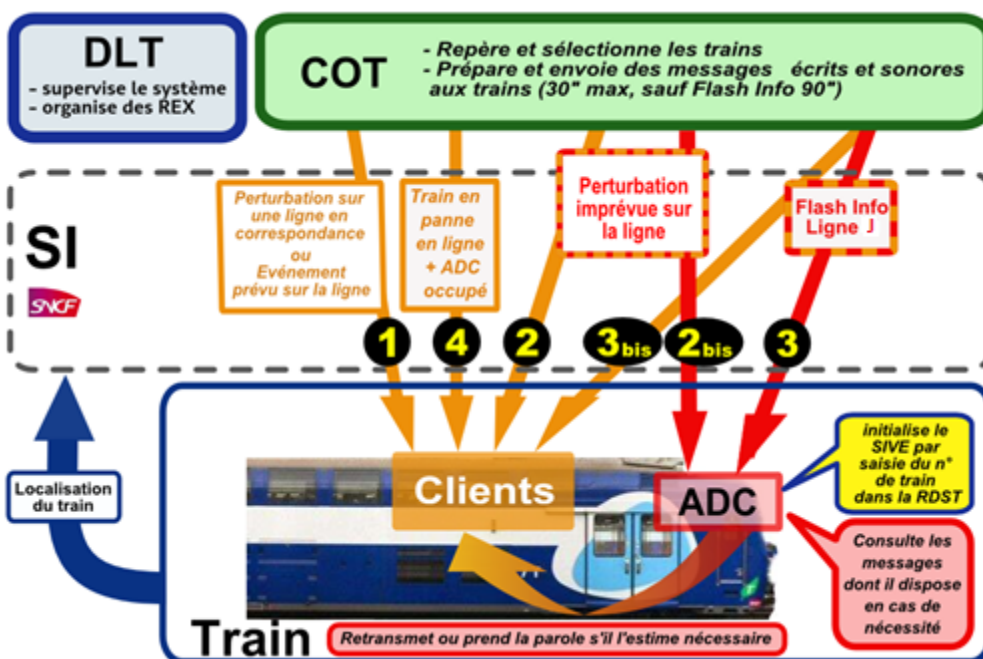 DLT
- supervise le système
- organise des REX
COT
- Repère et sélectionne les trains
- Prépare et envoie des messages écrits et sonores
aux trains (30" max, sauf Flash Info 90")
SI
SNCF
Perturbation sur
une ligne en
correspondance
ou
Evénement
prévu sur la ligne
Train en
panne
en ligne
+ ADC
occupé
Perturbation
imprévue sur
la ligne
Flash Info
Ligne J
1
4
2
3bis
2bis
3
Localisation
du train
Clients
ADC
initialise le
SIVE par
saisie du n°
de train
dans la RDST
Consulte les
messages
dont il dispose
en cas de
nécessité
Train
Retransmet ou prend la parole s'il l'estime nécessaire